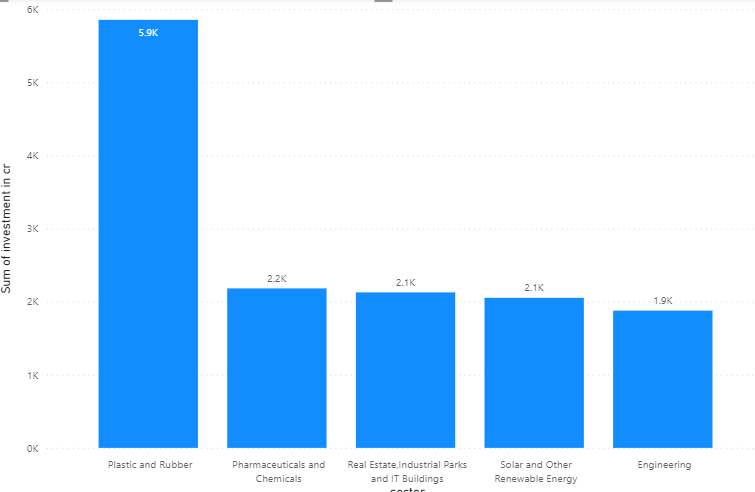 6K
5K
4K
3K
2K
1K
0K
Sum of investment in cr
5.9K
2.2K
2.1K
2.1K
1.9K
Plastic and Rubber
Pharmaceuticals and
Chemicals
Real Estate,Industrial Parks
and IT Buildings
Solar and Other
Renewable Energy
Engineering
sector